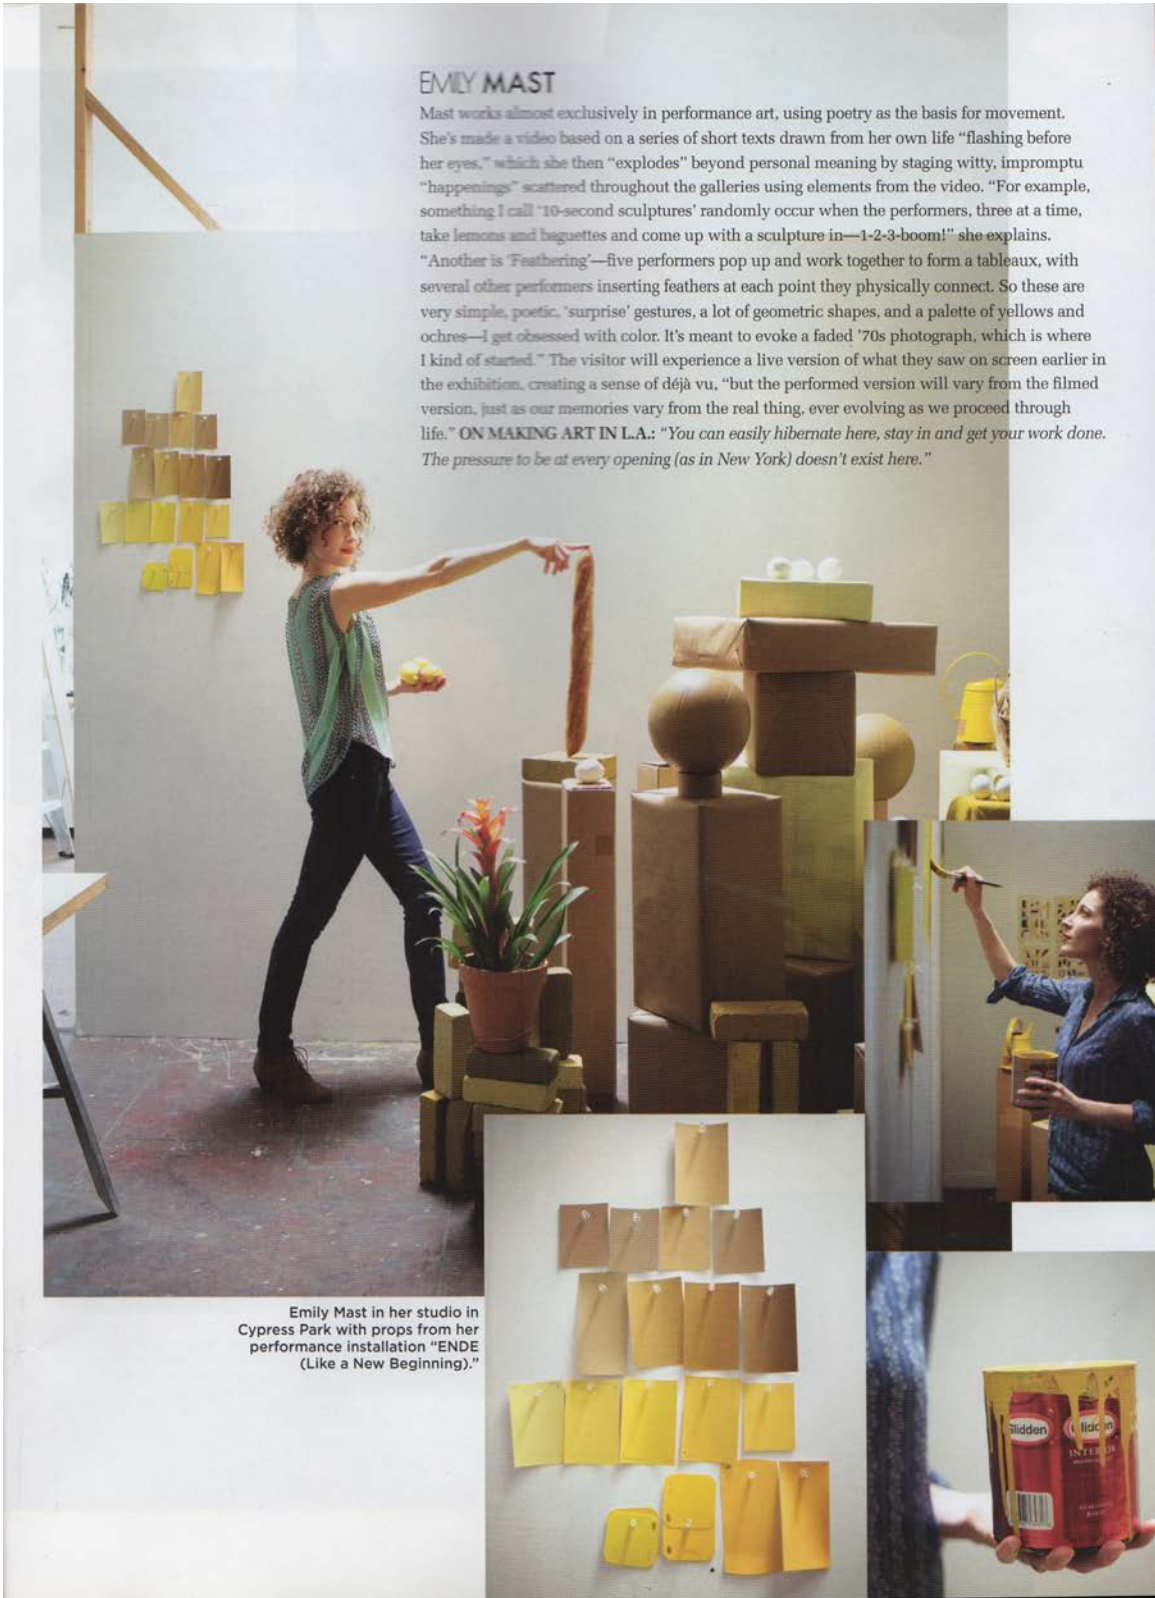 EMILY MAST
Mast works almost exclusively in performance art, using poetry as the basis for movement.
She's made a video based on a series of short texts drawn from her own life “flashing before
her eyes,” which she then “explodes” beyond personal meaning by staging witty, impromptu
“happenings” scattered throughout the galleries using elements from the video. “For example,
something I call ‘10-second sculptures’ randomly occur when the performers, three at a time,
take lemons and baguettes and come up with a sculpture in—1-2-3-boom!” she explains.
“Another is ‘Feathering’—five performers pop up and work together to form a tableaux, with
several other performers inserting feathers at each point they physically connect. So these are
very simple, poetic, ‘surprise’ gestures, a lot of geometric shapes, and a palette of yellows and
ochres—I get obsessed with color. It's meant to evoke a faded ’70s photograph, which is where
I kind of started.” The visitor will experience a live version of what they saw on screen earlier in
the exhibition, creating a sense of déjà vu, “but the performed version will vary from the filmed
version, just as our memories vary from the real thing, ever evolving as we proceed through
life.” ON MAKING ART IN L.A.: “You can easily hibernate here, stay in and get your work done.
The pressure to be at every opening (as in New York) doesn't exist here.”
Emily Mast in her studio in
Cypress Park with props from her
performance installation “ENDE
(Like a New Beginning).”
Glidden Glidden
INTERIOR